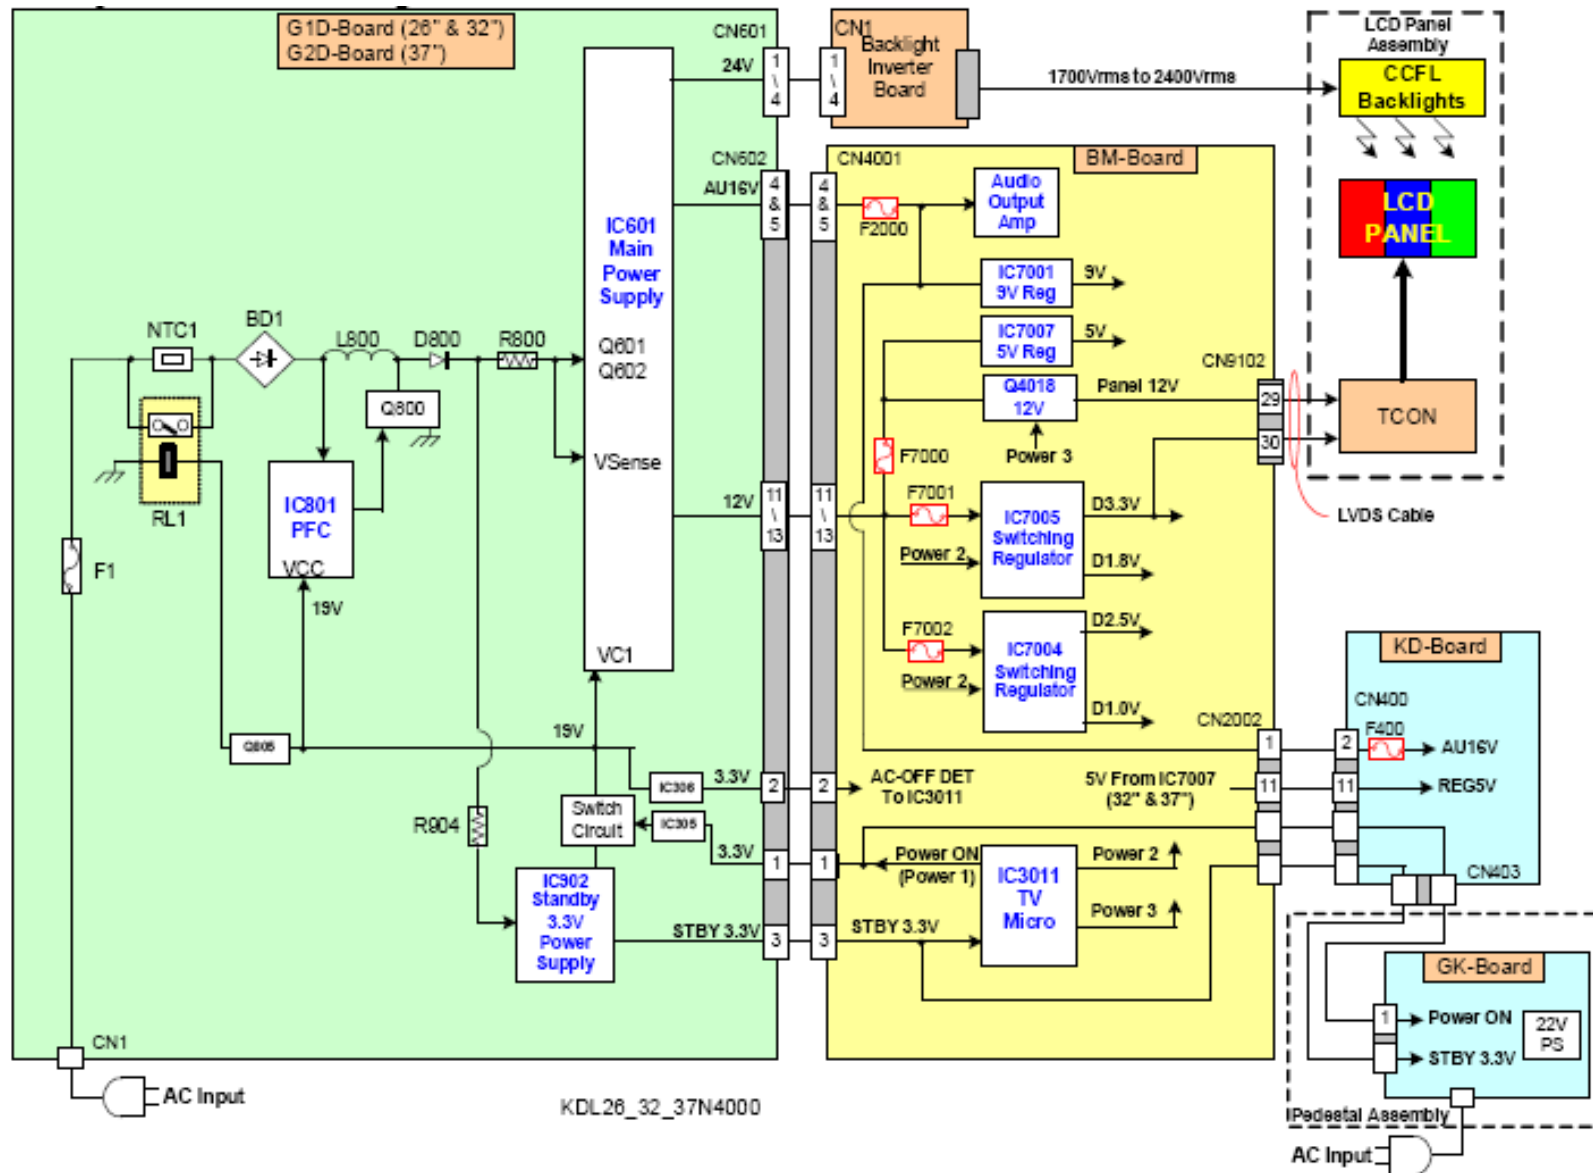 G1D-Board (26" & 32")
G2D-Board (37")
CN601
24V
1
\
4
CN1
1
\
4
Backlight
Inverter
Board
1700Vrms to 2400Vrms
LCD Panel
Assembly
CCFL
Backlights
LCD
PANEL
TCON
LVDS Cable
CN602
AU16V
4
&
5
CN4001
4
&
5
F2000
BM-Board
Audio
Output
Amp
IC7001
9V Reg
9V
IC7007
5V Reg
5V
Q4018
12V
Panel 12V
Power 3
CN9102
29
30
F7000
F7001
IC7005
Switching
Regulator
D3.3V
D1.8V
Power 2
F7002
IC7004
Switching
Regulator
D2.5V
D1.0V
Power 2
IC601
Main
Power
Supply
Q601
Q602
VSense
12V
11
\
13
11
\
13
VC1
NTC1
BD1
L800
D800
R800
Q800
RL1
IC801
PFC
VCC
19V
F1
Q805
19V
IC306
3.3V
2
2
AC-OFF DET
To IC3011
Switch
Circuit
IC305
3.3V
1
1
Power ON
(Power 1)
IC3011
TV
Micro
Power 2
Power 3
R904
IC902
Standby
3.3V
Power
Supply
STBY 3.3V
3
3
STBY 3.3V
CN2002
1
11
5V From IC7007
(32" & 37")
KD-Board
CN400
2
F400
AU16V
11
REG5V
CN403
GK-Board
1
Power ON
STBY 3.3V
22V
PS
Pedestal Assembly
AC Input
CN1
AC Input
KDL26_32_37N4000